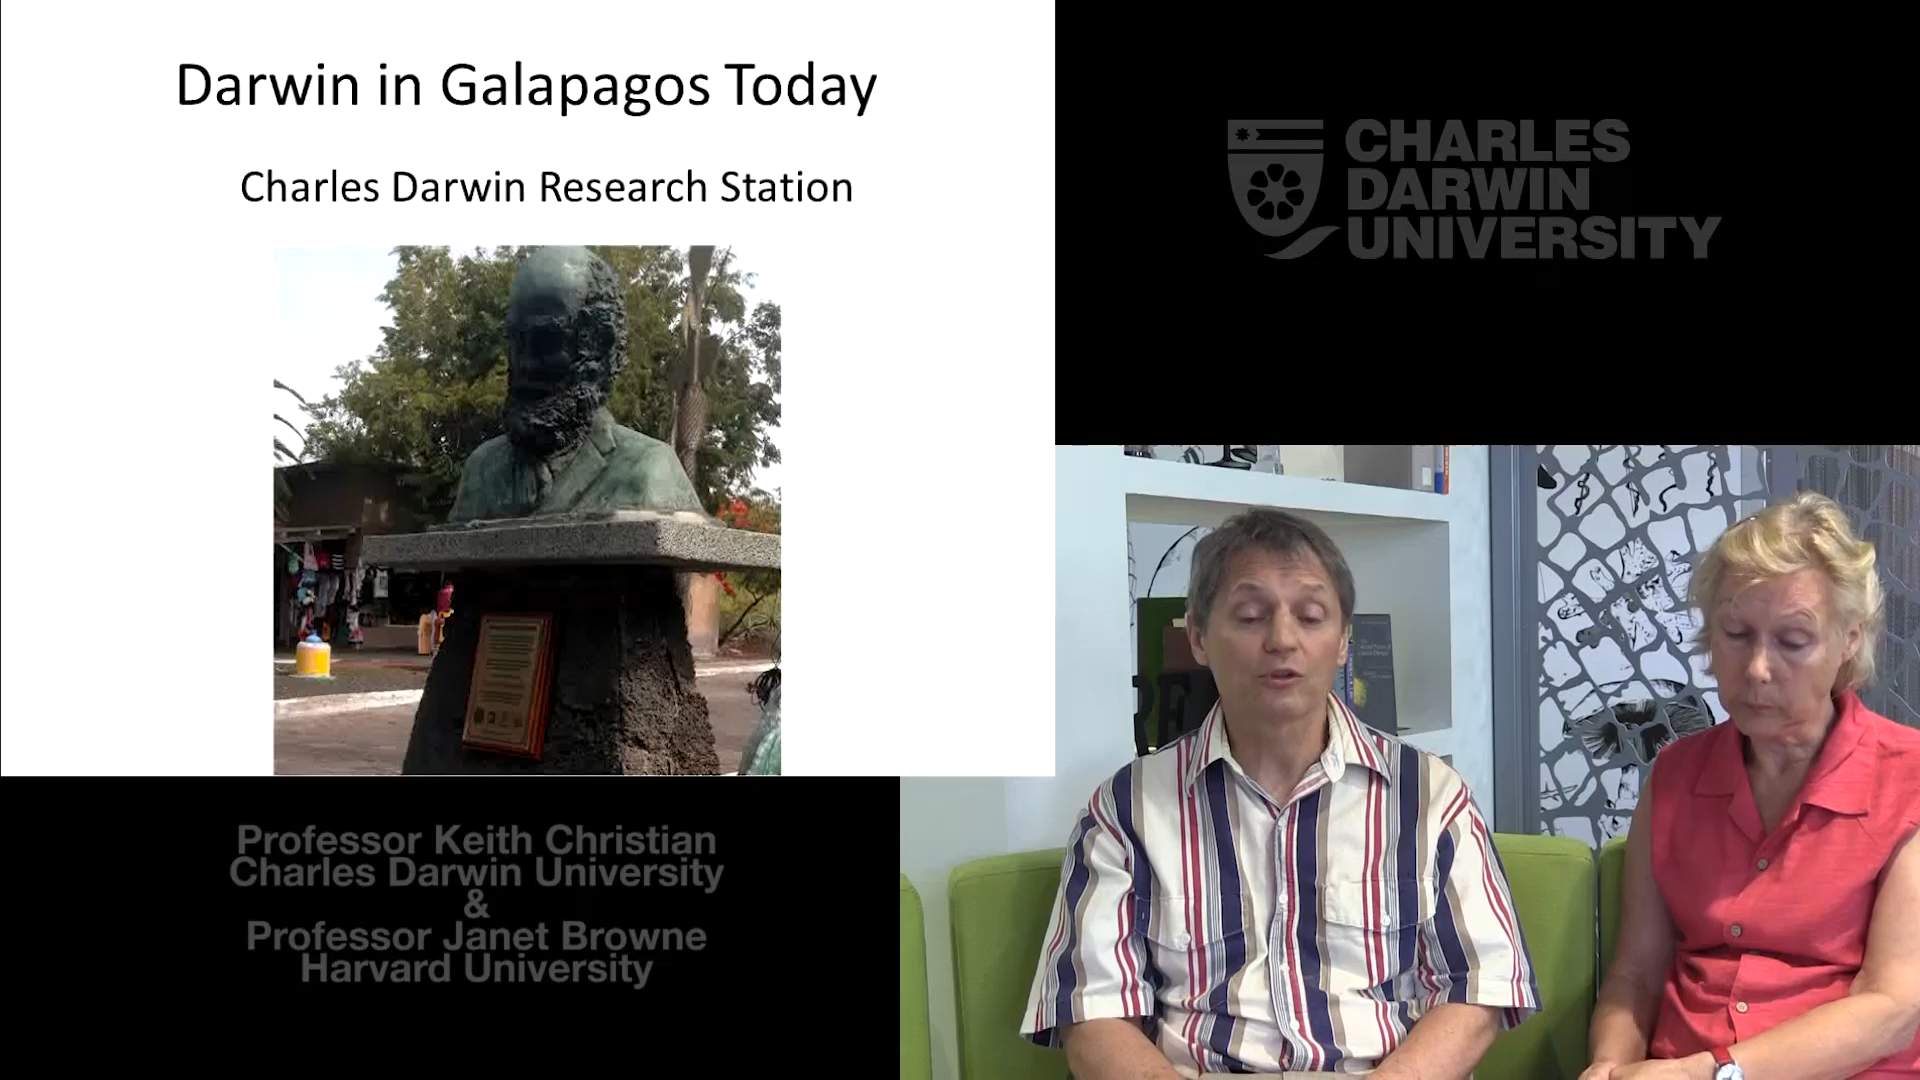 Darwin in Galapagos Today
Charles Darwin Research Station
CHARLES
DARWIN
UNIVERSITY
Professor Keith Christian
Charles Darwin University
&
Professor Janet Browne
Harvard University